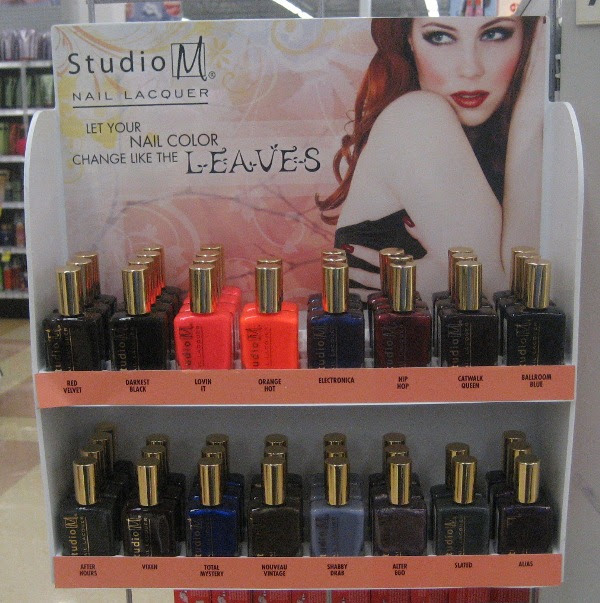 Studio M®
NAIL LACQUER
LET YOUR
NAIL COLOR
CHANGE LIKE THE LEAVES
RED VELVET
DARKEST BLACK
LOVIN IT
ORANGE HOT
ELECTRONICA
HIP HOP
CATWALK QUEEN
BALLROOM BLUE
AFTER HOURS
VIXEN
TOTAL MYSTERY
NOUVEAU VINTAGE
SHABBY DRAB
ALTER EGO
SLATED
ALIAS